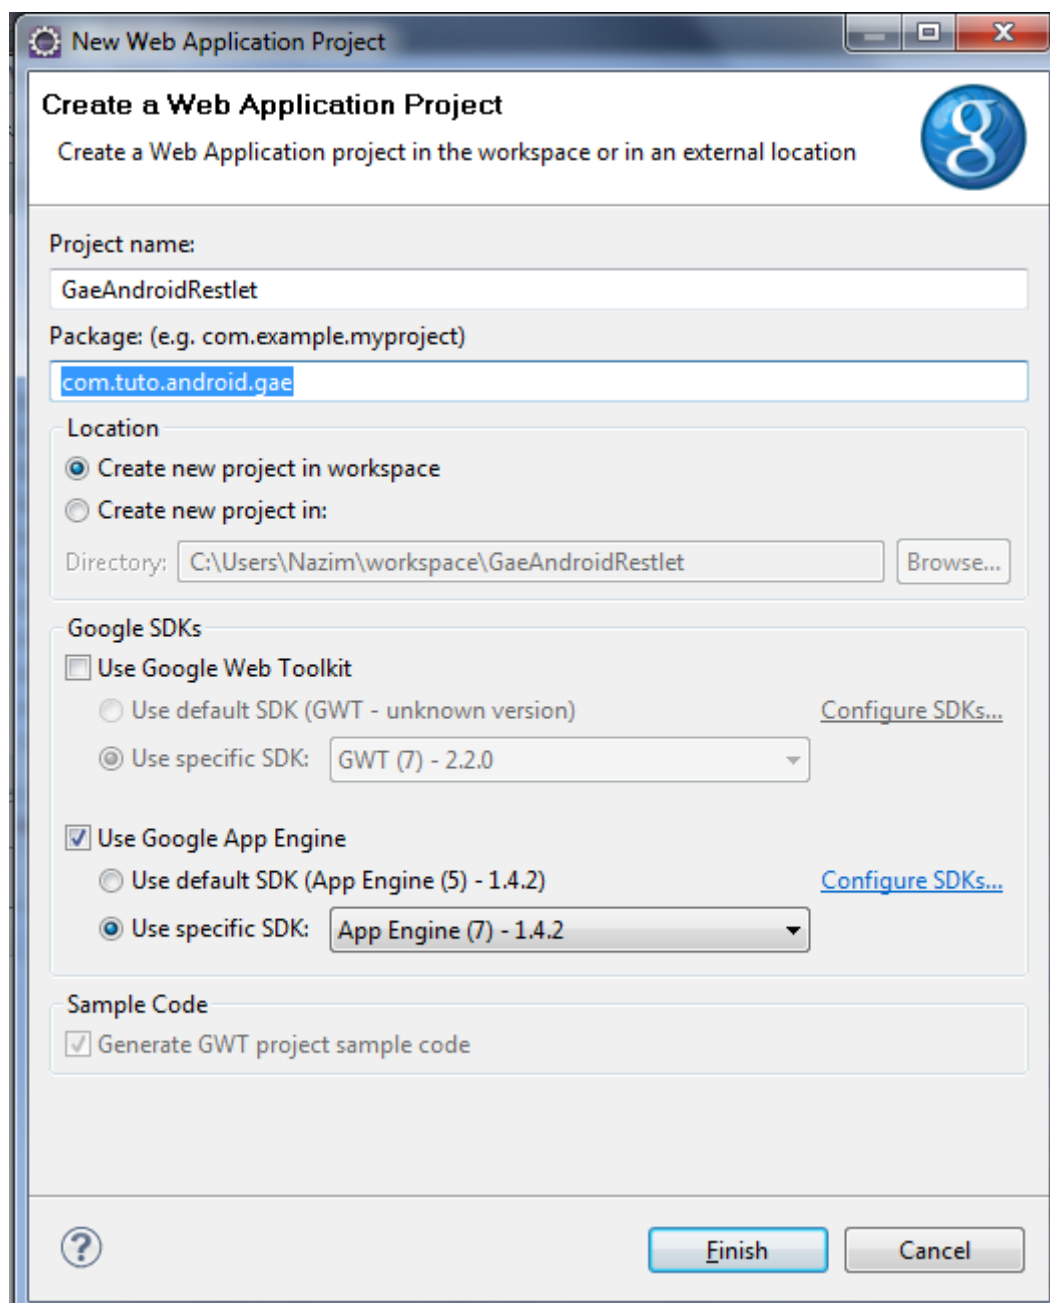 New Web Application Project
Create a Web Application Project
Create a Web Application project in the workspace or in an external location
g
Project name:
GaeAndroidRestlet
Package: (e.g. com.example.myproject)
com.tuto.android.gae
Location
Create new project in workspace
Create new project in:
Directory: C:\Users\Nazim\workspace\GaeAndroidRestlet Browse...
Google SDKs
Use Google Web Toolkit
Use default SDK (GWT - unknown version) Configure SDKs...
Use specific SDK: GWT (7) - 2.2.0
Use Google App Engine
Use default SDK (App Engine (5) - 1.4.2) Configure SDKs...
Use specific SDK: App Engine (7) - 1.4.2
Sample Code
Generate GWT project sample code
? Finish Cancel